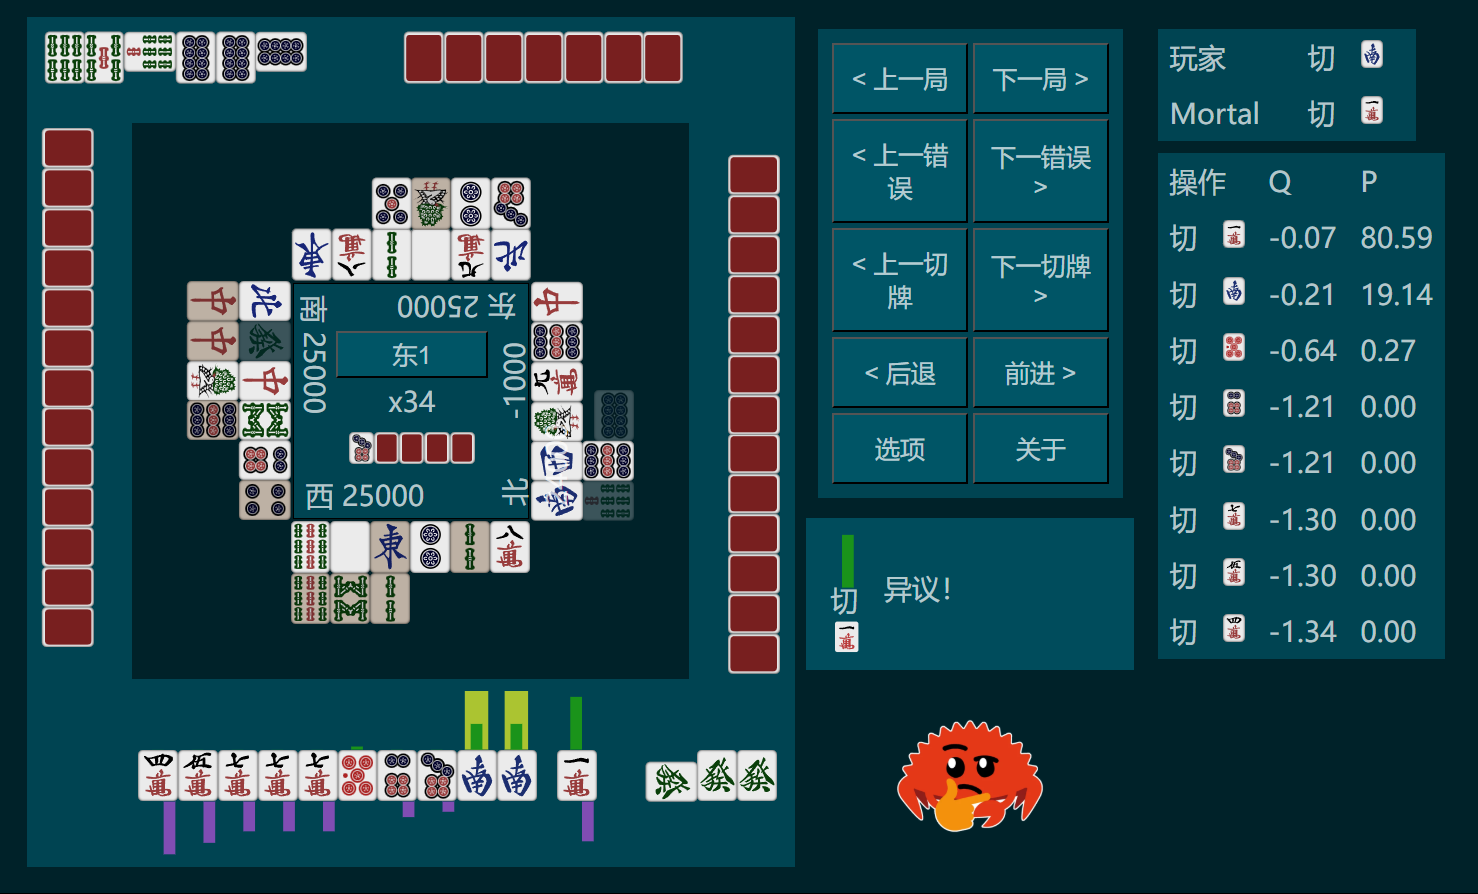 < 上一局
下一局 >
< 上一错误
下一错误 >
< 上一切牌
下一切牌 >
< 后退
前进 >
选项
关于
玩家 切
Mortal 切
操作 Q P
切 -0.07 80.59
切 -0.21 19.14
切 -0.64 0.27
切 -1.21 0.00
切 -1.21 0.00
切 -1.30 0.00
切 -1.30 0.00
切 -1.34 0.00
切
异议!
东 25000
南 25000
东1
x34
北 -1000
西 25000